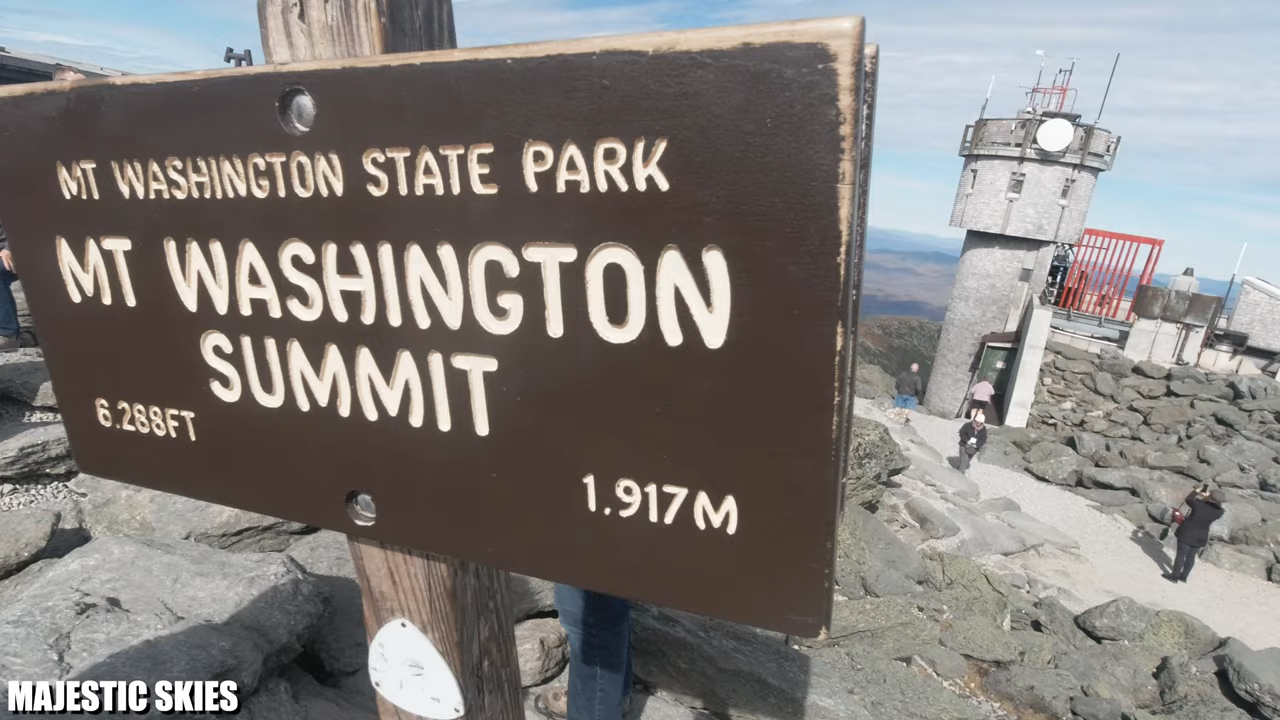 MT WASHINGTON STATE PARK
MT WASHINGTON
SUMMIT
6.288FT
1.917M
MAJESTIC SKIES